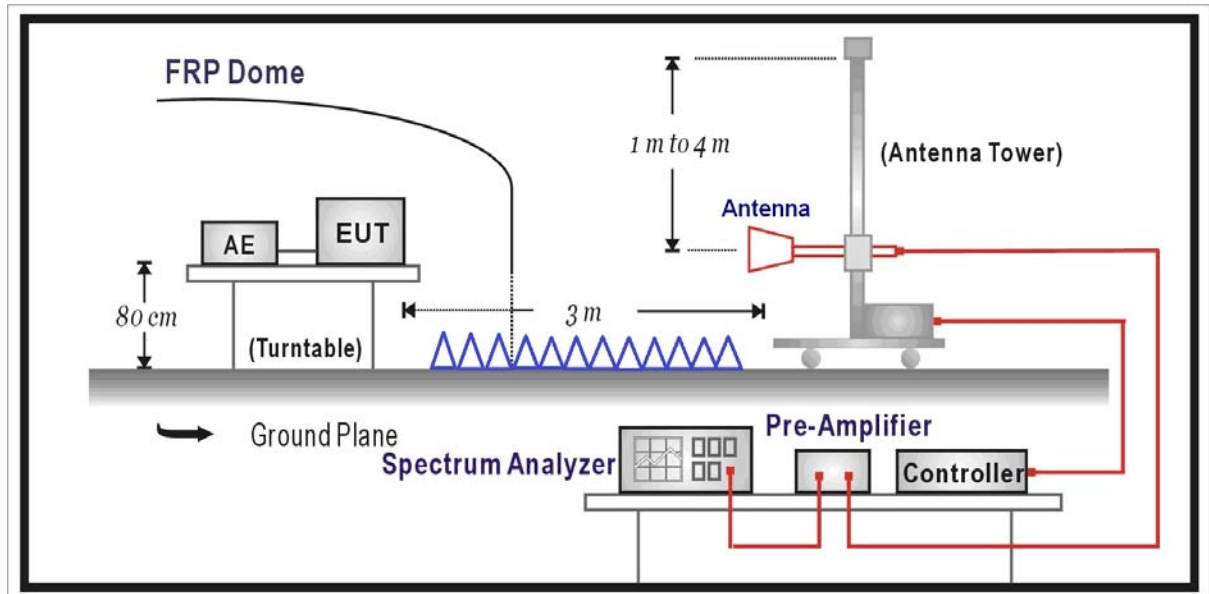 FRP Dome
1 m to 4 m
(Antenna Tower)
Antenna
AE
EUT
80 cm
3 m
(Turntable)
Ground Plane
Pre-Amplifier
Spectrum Analyzer
Controller